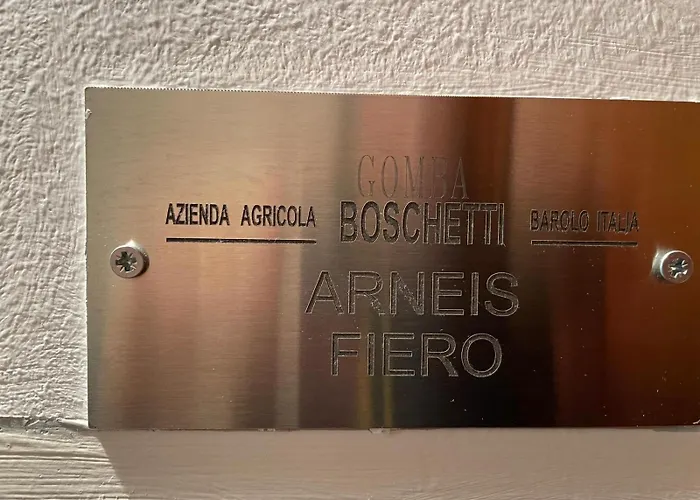 GOMBA
AZIENDA AGRICOLA BOSCHETTI BAROLO ITALIA
ARNEIS
FIERO